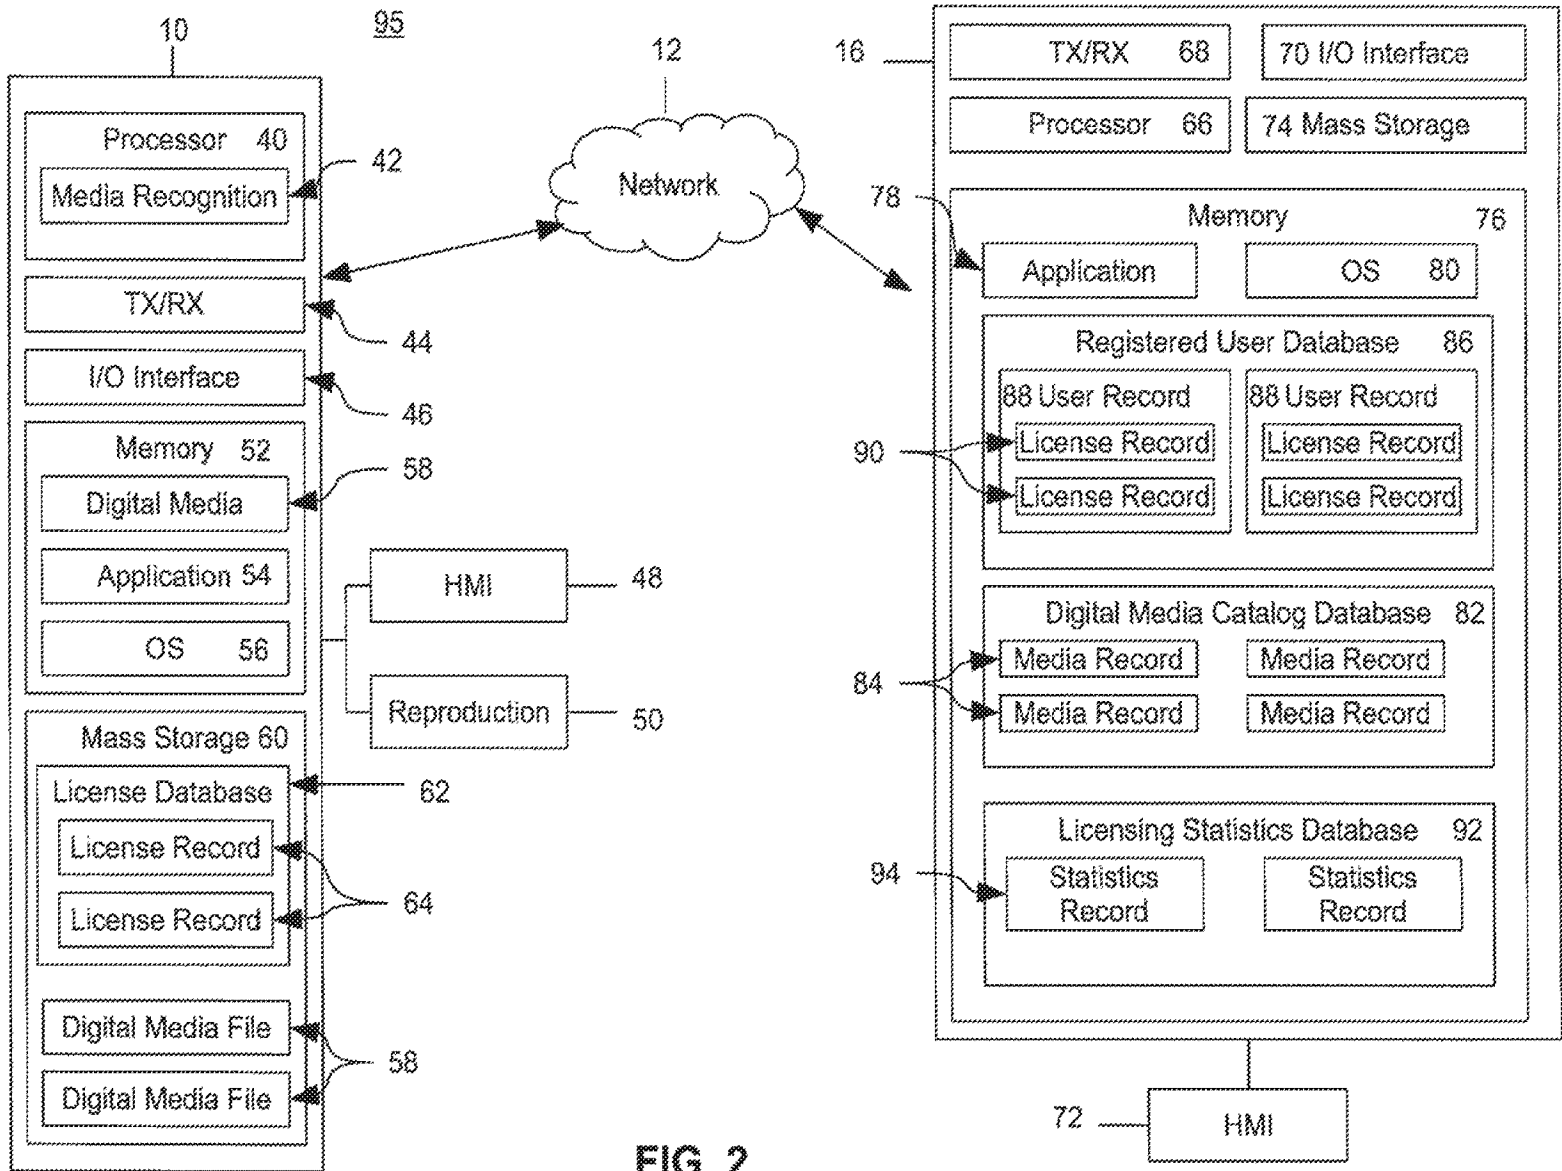 95
10
Processor 40
42
Media Recognition
TX/RX
44
I/O Interface
46
Memory 52
58
Digital Media
Application 54
OS 56
Mass Storage 60
License Database
62
License Record
License Record
64
Digital Media File
58
Digital Media File
12
Network
HMI
48
Reproduction
50
16
TX/RX 68
70 I/O Interface
Processor 66
74 Mass Storage
Memory 76
78
Application
OS 80
Registered User Database 86
88 User Record
88 User Record
90
License Record
License Record
License Record
License Record
Digital Media Catalog Database 82
84
Media Record
Media Record
Media Record
Media Record
Licensing Statistics Database 92
94
Statistics
Record
Statistics
Record
72
HMI
FIG. 2